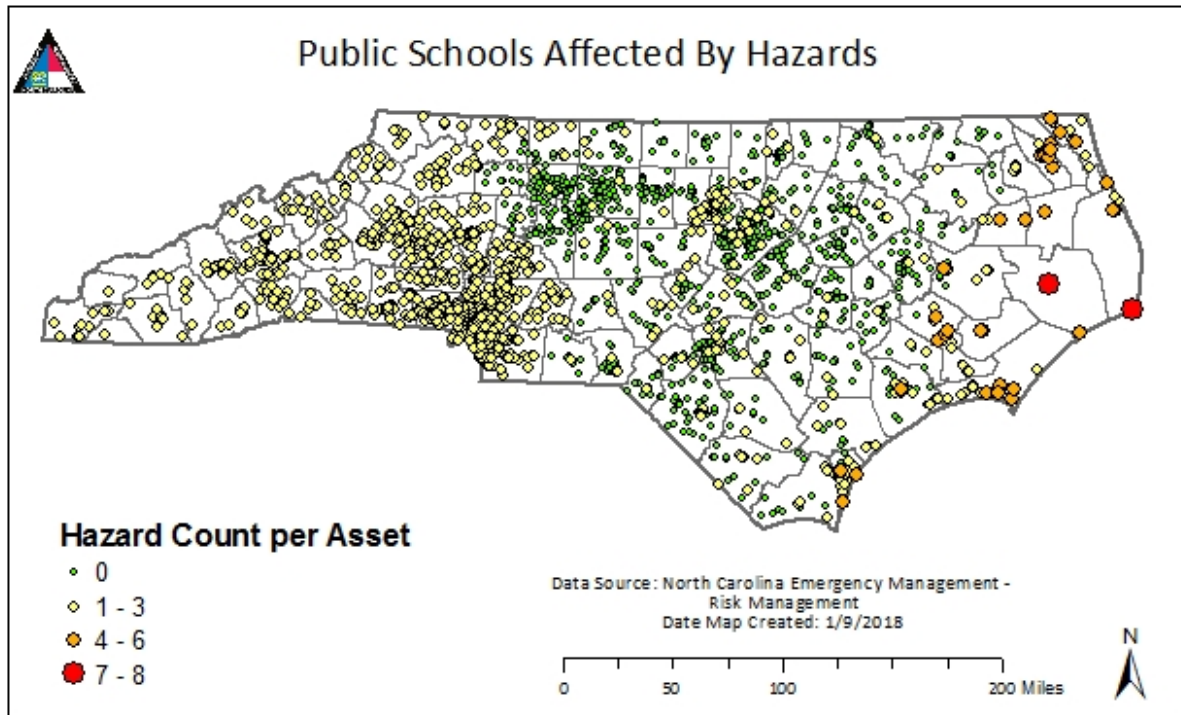 Public Schools Affected By Hazards
Hazard Count per Asset
0
1 - 3
4 - 6
7 - 8
Data Source: North Carolina Emergency Management -
Risk Management
Date Map Created: 1/9/2018
0 50 100 200 Miles
N